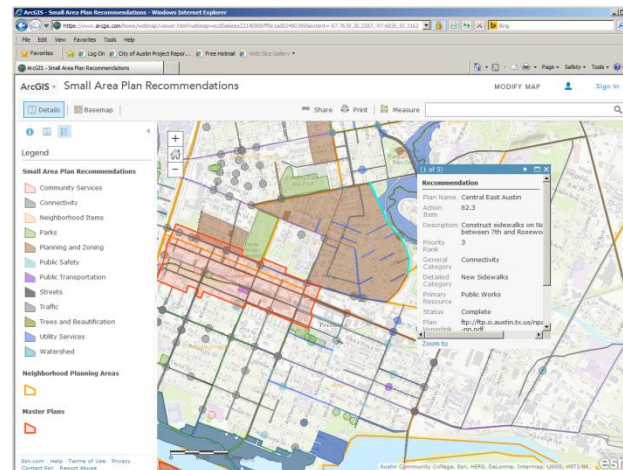 ArcGIS - Small Area Plan Recommendations - Windows Internet Explorer
File Edit View Favorites Tools Help
Favorites Log On City of Austin Project Repor... Free Hotmail Web Slice Gallery
ArcGIS - Small Area Plan Recommendations
Page Safety Tools
ArcGIS Small Area Plan Recommendations
MODIFY MAP Sign In
Details Basemap Share Print Measure
Legend
Small Area Plan Recommendations
Community Services
Connectivity
Neighborhood Items
Parks
Planning and Zoning
Public Safety
Public Transportation
Streets
Traffic
Trees and Beautification
Utility Services
Watershed
Neighborhood Planning Areas
Master Plans
Esri.com Help Terms of Use Privacy
Contact Esri Report Abuse
(1 of 5)
Recommendation
Plan Name Central East Austin
Action Item 62.3
Description Construct sidewalks on
between 7th and Rosewo
Priority Rank 3
General Category Connectivity
Detailed Category New Sidewalks
Primary Resource Public Works
Status Complete
Plan Hyperlink
Zoom to
Austin Community College, Esri, HERE, DeLorme, Intermap, USGS, METI/NA
esri